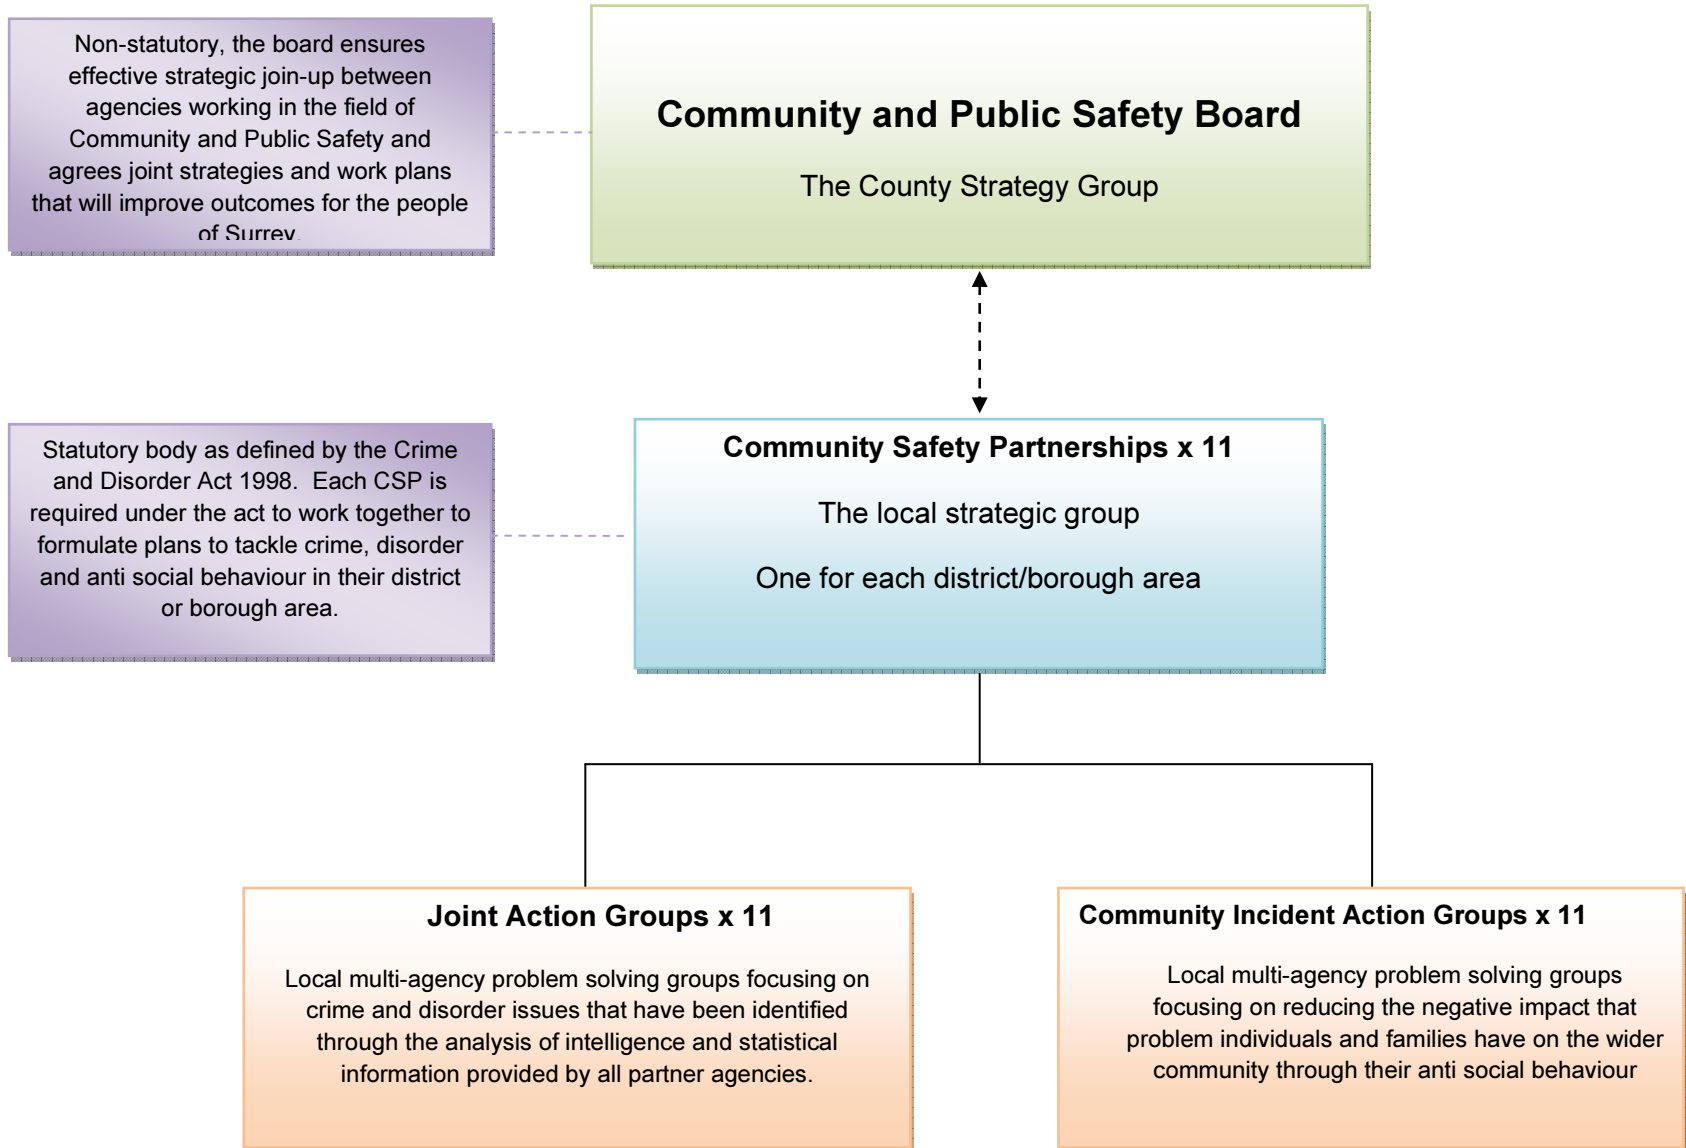 Non-statutory, the board ensures
effective strategic join-up between
agencies working in the field of
Community and Public Safety and
agrees joint strategies and work plans
that will improve outcomes for the people
of Surrey.
Community and Public Safety Board
The County Strategy Group
Statutory body as defined by the Crime
and Disorder Act 1998.  Each CSP is
required under the act to work together to
formulate plans to tackle crime, disorder
and anti social behaviour in their district
or borough area.
Community Safety Partnerships x 11
The local strategic group
One for each district/borough area
Joint Action Groups x 11
Local multi-agency problem solving groups focusing on
crime and disorder issues that have been identified
through the analysis of intelligence and statistical
information provided by all partner agencies.
Community Incident Action Groups x 11
Local multi-agency problem solving groups
focusing on reducing the negative impact that
problem individuals and families have on the wider
community through their anti social behaviour